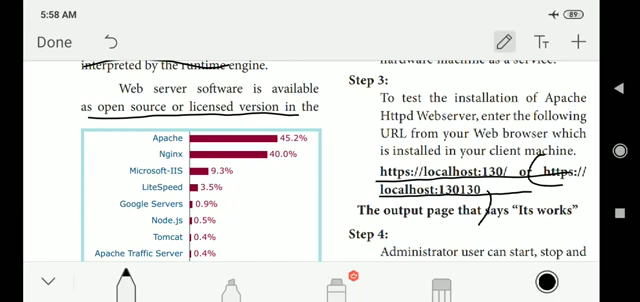 5:58 AM
89
Done
TT
interpreted by the runtime engine.
Web server software is available
as open source or licensed version in the
Apache 45.2%
Nginx 40.0%
Microsoft-IIS 9.3%
LiteSpeed 3.5%
Google Servers 0.9%
Node.js 0.5%
Tomcat 0.4%
Apache Traffic Server 0.4%
hardware machine as a service.
Step 3:
To test the installation of Apache
Httpd Webserver, enter the following
URL from your Web browser which
is installed in your client machine.
https://localhost:130/ or https://
localhost:130130
The output page that says “Its works”
Step 4:
Administrator user can start, stop and